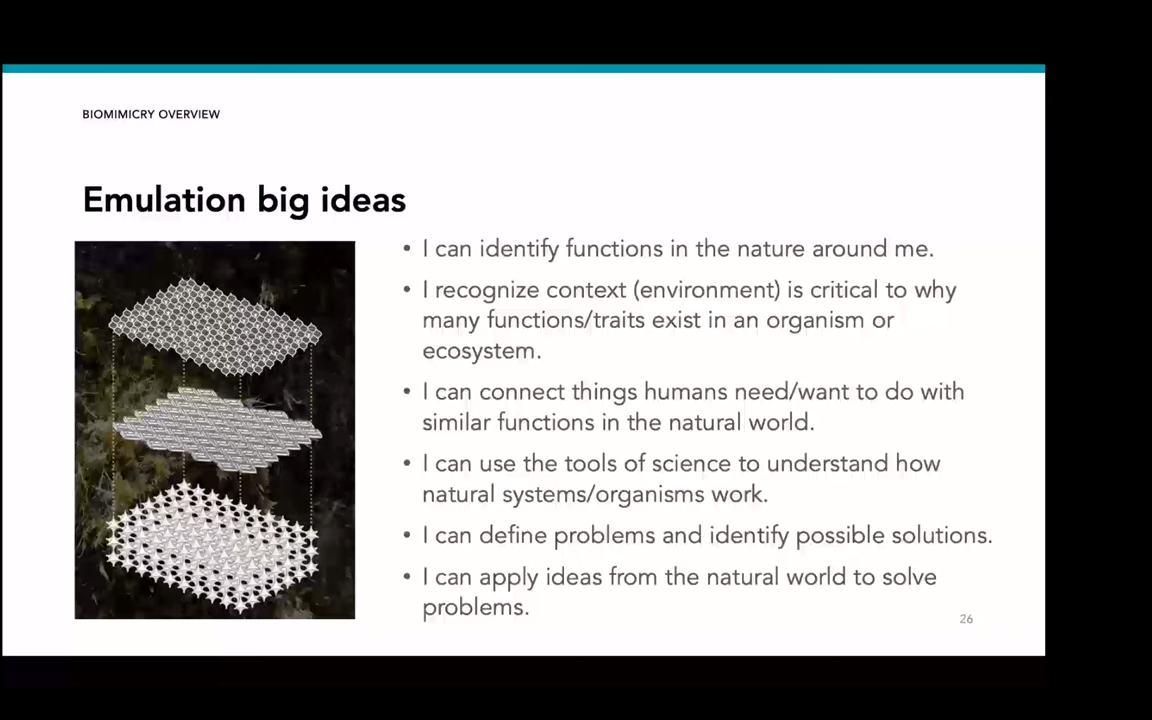 BIOMIMICRY OVERVIEW
Emulation big ideas
• I can identify functions in the nature around me.
• I recognize context (environment) is critical to why
many functions/traits exist in an organism or
ecosystem.
• I can connect things humans need/want to do with
similar functions in the natural world.
• I can use the tools of science to understand how
natural systems/organisms work.
• I can define problems and identify possible solutions.
• I can apply ideas from the natural world to solve
problems.
26